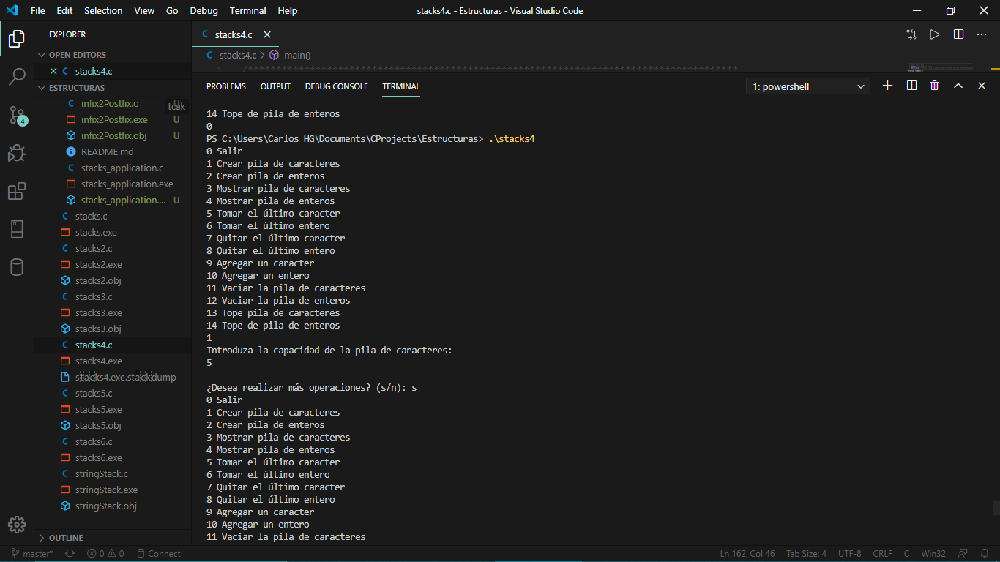 File Edit Selection View Go Debug Terminal Help
stacks4.c - Estructuras - Visual Studio Code
EXPLORER
OPEN EDITORS
stacks4.c
ESTRUCTURAS
infix2Postfix.c
infix2Postfix.exe U
infix2Postfix.obj U
README.md
stacks_application.c
stacks_application.exe
stacks_application.... U
stacks.c
stacks.exe
stacks2.c
stacks2.exe
stacks2.obj
stacks3.c
stacks3.exe
stacks3.obj
stacks4.c
stacks4.exe
stacks4.exe.stackdump
stacks5.c
stacks5.exe
stacks5.obj
stacks6.c
stacks6.exe
stringStack.c
stringStack.exe
stringStack.obj
OUTLINE
4
stacks4.c
stacks4.c > main()
1
PROBLEMS OUTPUT DEBUG CONSOLE TERMINAL
1: powershell
14 Tope de pila de enteros
0
PS C:\Users\Carlos HG\Documents\CProjects\Estructuras> .\stacks4
0 Salir
1 Crear pila de caracteres
2 Crear pila de enteros
3 Mostrar pila de caracteres
4 Mostrar pila de enteros
5 Tomar el último caracter
6 Tomar el último entero
7 Quitar el último caracter
8 Quitar el último entero
9 Agregar un caracter
10 Agregar un entero
11 Vaciar la pila de caracteres
12 Vaciar la pila de enteros
13 Tope pila de caracteres
14 Tope de pila de enteros
1
Introduza la capacidad de la pila de caracteres:
5
¿Desea realizar más operaciones? (s/n): s
0 Salir
1 Crear pila de caracteres
2 Crear pila de enteros
3 Mostrar pila de caracteres
4 Mostrar pila de enteros
5 Tomar el último caracter
6 Tomar el último entero
7 Quitar el último caracter
8 Quitar el último entero
9 Agregar un caracter
10 Agregar un entero
11 Vaciar la pila de caracteres
master* 0 0 Connect
Ln 162, Col 46 Tab Size: 4 UTF-8 CRLF C Win32